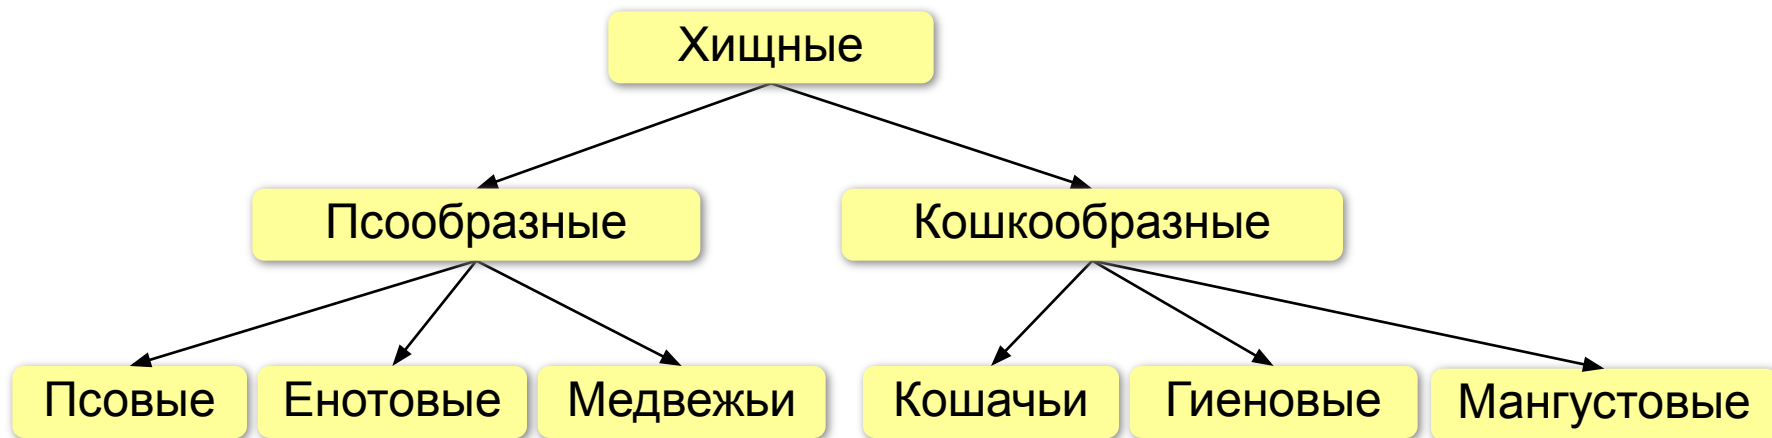 Хищные
Псообразные
Кошкообразные
Псовые
Енотовые
Медвежьи
Кошачьи
Гиеновые
Мангустовые